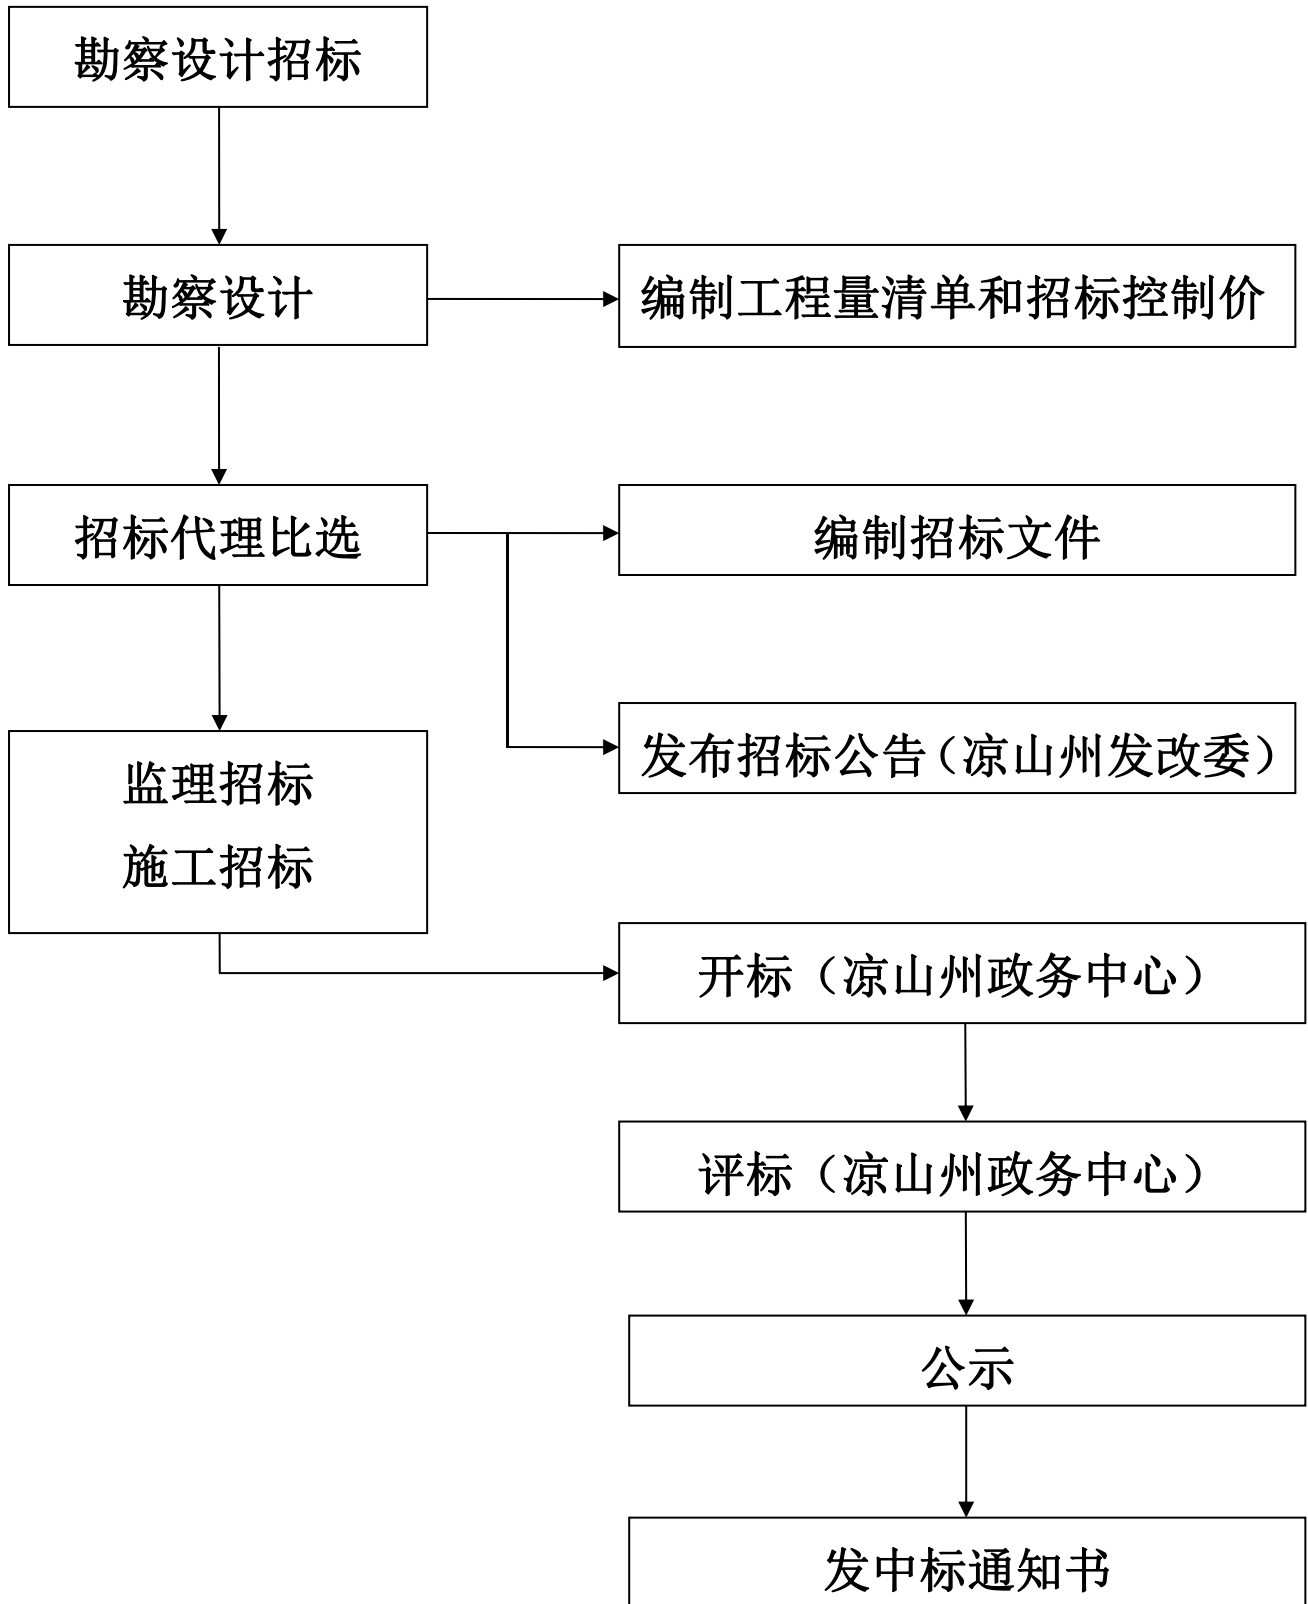 勘察设计招标
勘察设计
编制工程量清单和招标控制价
招标代理比选
编制招标文件
发布招标公告（凉山州发改委）
监理招标
施工招标
开标（凉山州政务中心）
评标（凉山州政务中心）
公示
发中标通知书